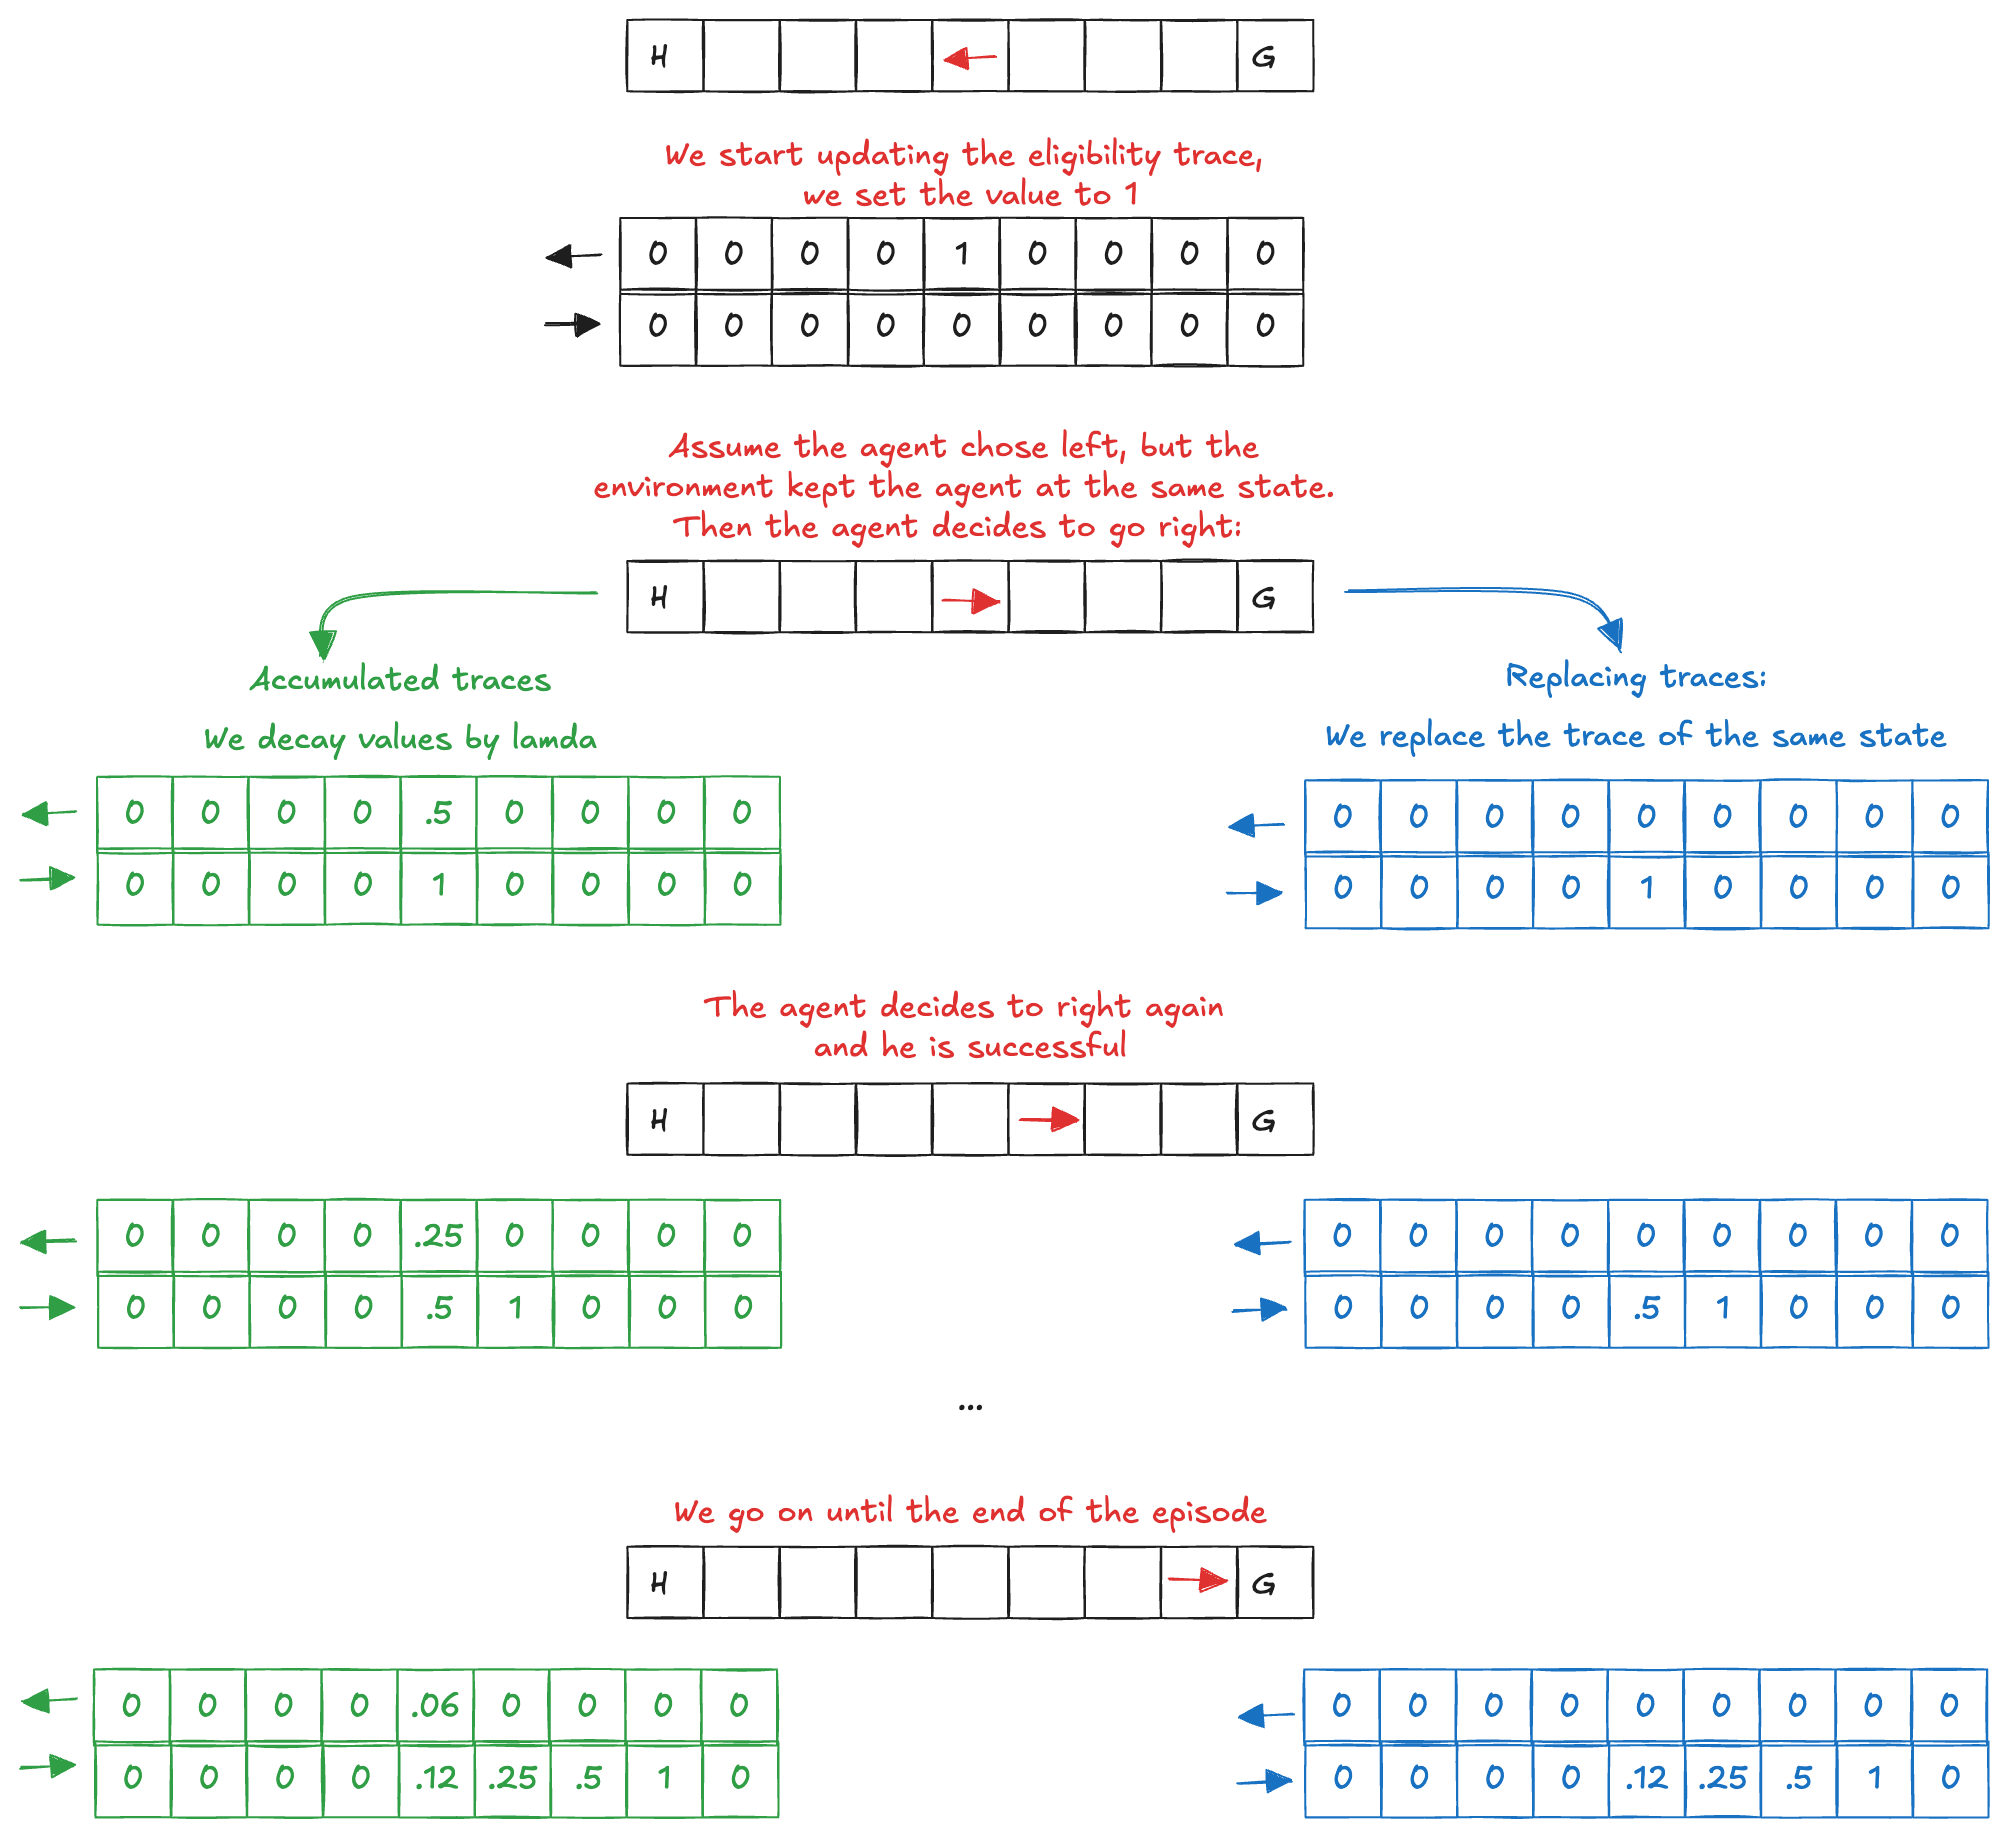 H G
We start updating the eligibility trace,
we set the value to 1
0 0 0 0 1 0 0 0 0
0 0 0 0 0 0 0 0 0
Assume the agent chose left, but the
environment kept the agent at the same state.
Then the agent decides to go right:
H G
Accumulated traces
We decay values by lamda
0 0 0 0 .5 0 0 0 0
0 0 0 0 1 0 0 0 0
Replacing traces:
We replace the trace of the same state
0 0 0 0 0 0 0 0 0
0 0 0 0 1 0 0 0 0
The agent decides to right again
and he is successful
H G
0 0 0 0 .25 0 0 0 0
0 0 0 0 .5 1 0 0 0
0 0 0 0 0 0 0 0 0
0 0 0 0 .5 1 0 0 0
...
We go on until the end of the episode
H G
0 0 0 0 .06 0 0 0 0
0 0 0 0 .12 .25 .5 1 0
0 0 0 0 0 0 0 0 0
0 0 0 0 .12 .25 .5 1 0